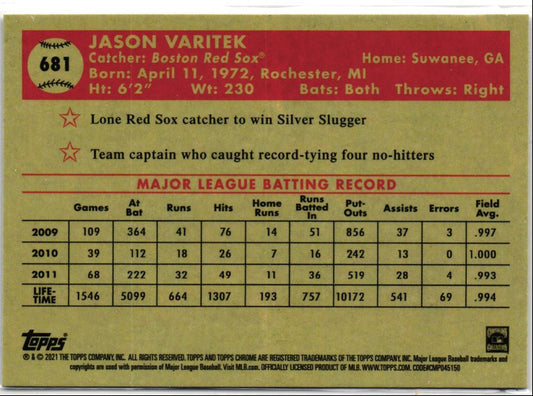 681
JASON VARITEK
Catcher: Boston Red Sox® Home: Suwanee, GA
Born: April 11, 1972, Rochester, MI
Ht: 6'2" Wt: 230 Bats: Both Throws: Right
Lone Red Sox catcher to win Silver Slugger
Team captain who caught record-tying four no-hitters
MAJOR LEAGUE BATTING RECORD
Games At Bat Runs Hits Home Runs Runs Batted In Put-Outs Assists Errors Field Avg.
2009 109 364 41 76 14 51 856 37 3 .997
2010 39 112 18 26 7 16 242 13 0 1.000
2011 68 222 32 49 11 36 519 28 4 .993
LIFE-TIME 1546 5099 664 1307 193 757 10172 541 69 .994
Topps
® & © 2021 THE TOPPS COMPANY, INC. ALL RIGHTS RESERVED. TOPPS AND TOPPS CHROME ARE REGISTERED TRADEMARKS OF THE TOPPS COMPANY, INC. Major League Baseball trademarks and
copyrights are used with permission of Major League Baseball. Visit MLB.com. OFFICIALLY LICENSED PRODUCT OF MLB. WWW.TOPPS.COM. CODE#CMP045150